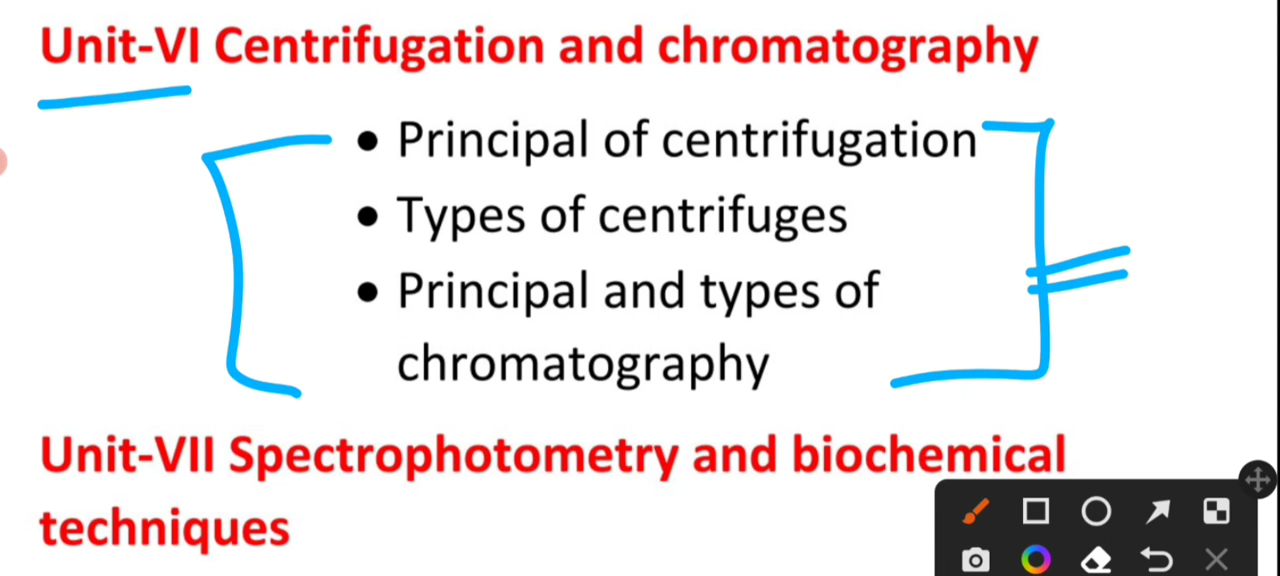 Unit-VI Centrifugation and chromatography
• Principal of centrifugation
• Types of centrifuges
• Principal and types of
chromatography
Unit-VII Spectrophotometry and biochemical
techniques